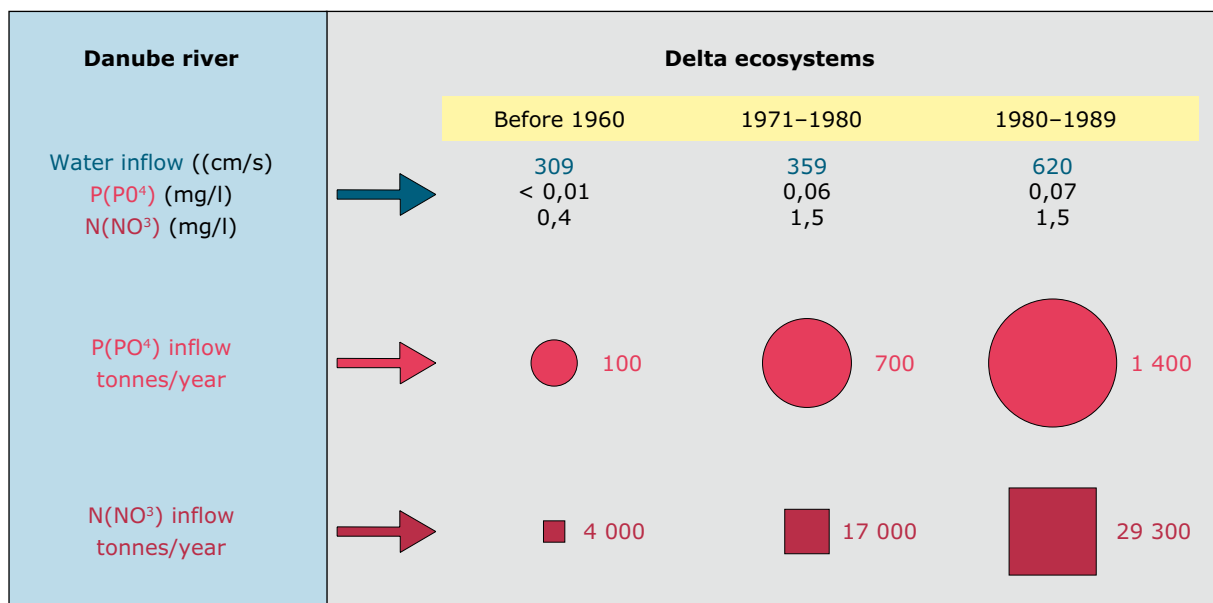 Danube river
Delta ecosystems
Before 1960 1971–1980 1980–1989
Water inflow ((cm/s) 309 359 620
P(P0⁴) (mg/l) < 0,01 0,06 0,07
N(NO³) (mg/l) 0,4 1,5 1,5
P(PO⁴) inflow
tonnes/year
100 700 1 400
N(NO³) inflow
tonnes/year
4 000 17 000 29 300